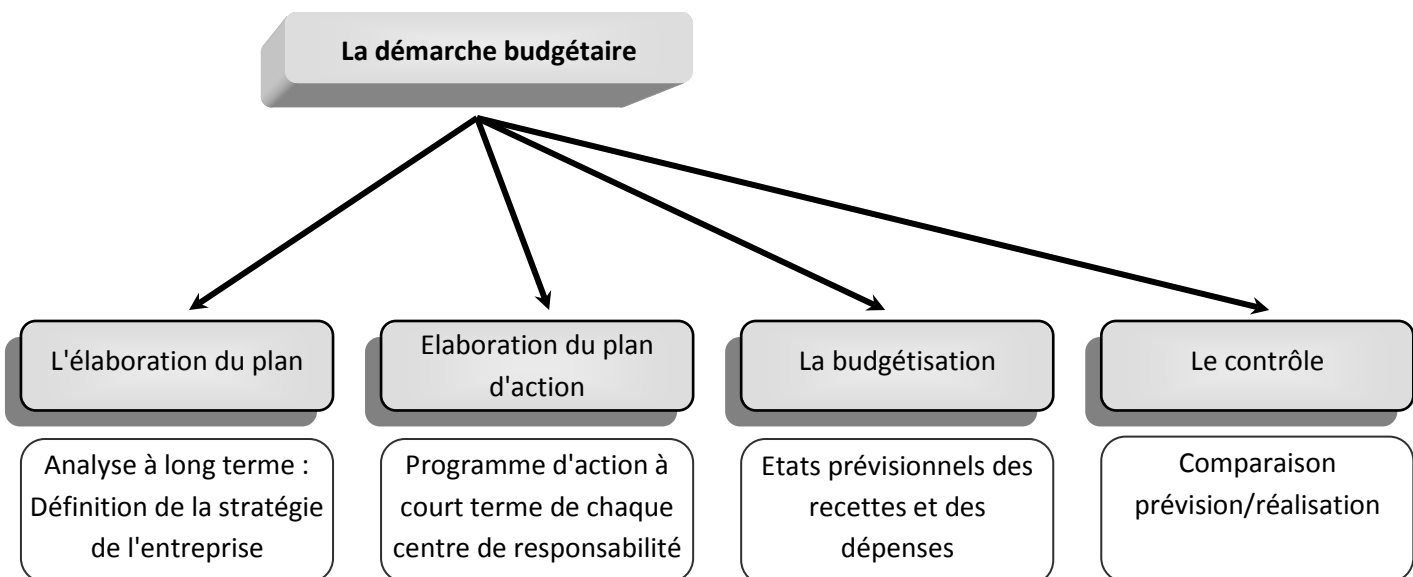 La démarche budgétaire
L'élaboration du plan
Elaboration du plan
d'action
La budgétisation
Le contrôle
Analyse à long terme :
Définition de la stratégie
de l'entreprise
Programme d'action à
court terme de chaque
centre de responsabilité
Etats prévisionnels des
recettes et des
dépenses
Comparaison
prévision/réalisation